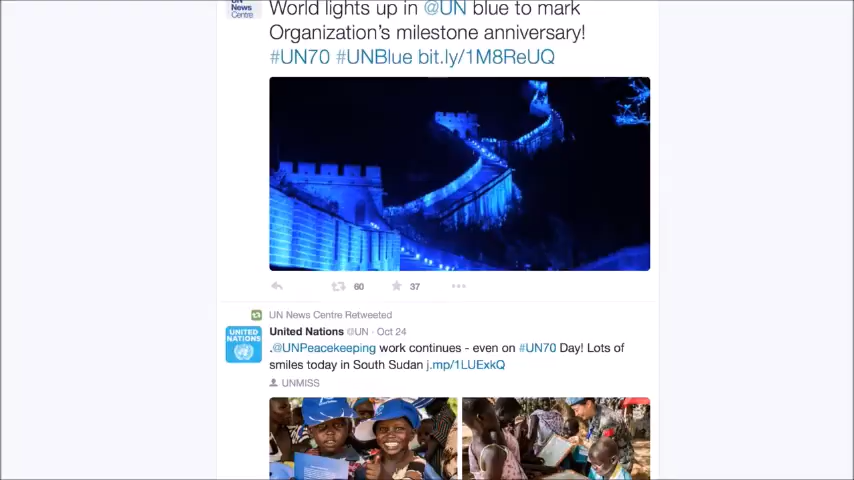 UN
News
Centre
World lights up in @UN blue to mark
Organization's milestone anniversary!
#UN70 #UNBlue bit.ly/1M8ReUQ
60 37
UN News Centre Retweeted
UNITED
NATIONS
United Nations @UN · Oct 24
.@UNPeacekeeping work continues - even on #UN70 Day! Lots of
smiles today in South Sudan j.mp/1LUExkQ
UNMISS